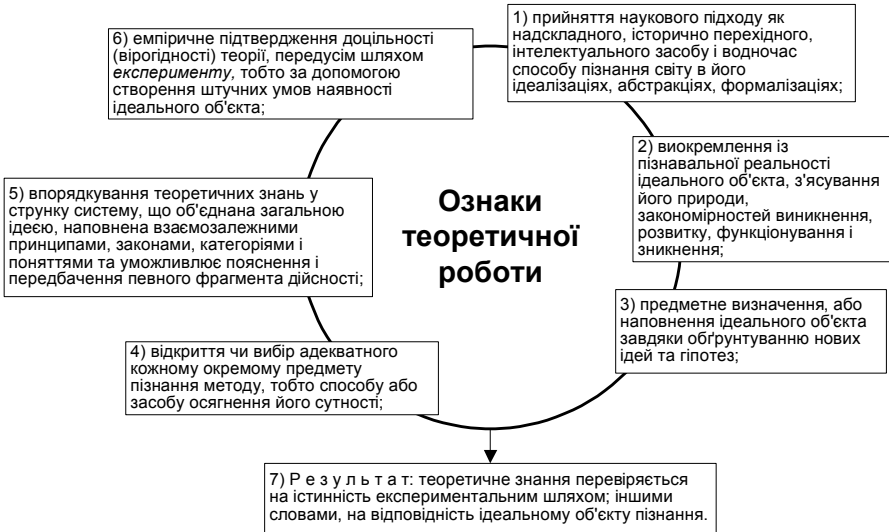 Ознаки
теоретичної
роботи
1) прийняття наукового підходу як
надскладного, історично перехідного,
інтелектуального засобу і водночас
способу пізнання світу в його
ідеалізаціях, абстракціях, формалізаціях;
2) виокремлення із
пізнавальної реальності
ідеального об'єкта, з'ясування
його природи,
закономірностей виникнення,
розвитку, функціонування і
зникнення;
3) предметне визначення, або
наповнення ідеального об'єкта
завдяки обґрунтуванню нових
ідей та гіпотез;
4) відкриття чи вибір адекватного
кожному окремому предмету
пізнання методу, тобто способу або
засобу осягнення його сутності;
5) впорядкування теоретичних знань у
струнку систему, що об'єднана загальною
ідеєю, наповнена взаємозалежними
принципами, законами, категоріями і
поняттями та уможливлює пояснення і
передбачення певного фрагмента дійсності;
6) емпіричне підтвердження доцільності
(вірогідності) теорії, передусім шляхом
експерименту, тобто за допомогою
створення штучних умов наявності
ідеального об'єкта;
7) Р е з у л ь т а т: теоретичне знання перевіряється
на істинність експериментальним шляхом; іншими
словами, на відповідність ідеальному об'єкту пізнання.